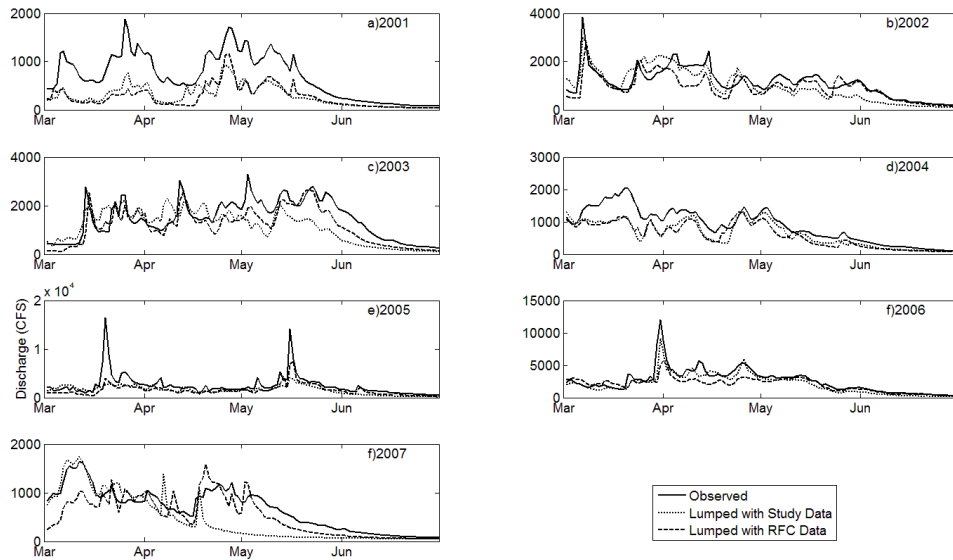 a)2001
2000
1000
0
Mar Apr May Jun
b)2002
4000
2000
0
Mar Apr May Jun
c)2003
4000
2000
0
Mar Apr May Jun
d)2004
3000
2000
1000
0
Mar Apr May Jun
Discharge (CFS)
x 10^4
e)2005
2
1
0
Mar Apr May Jun
f)2006
15000
10000
5000
0
Mar Apr May Jun
f)2007
2000
1000
0
Mar Apr May Jun
Observed
Lumped with Study Data
Lumped with RFC Data